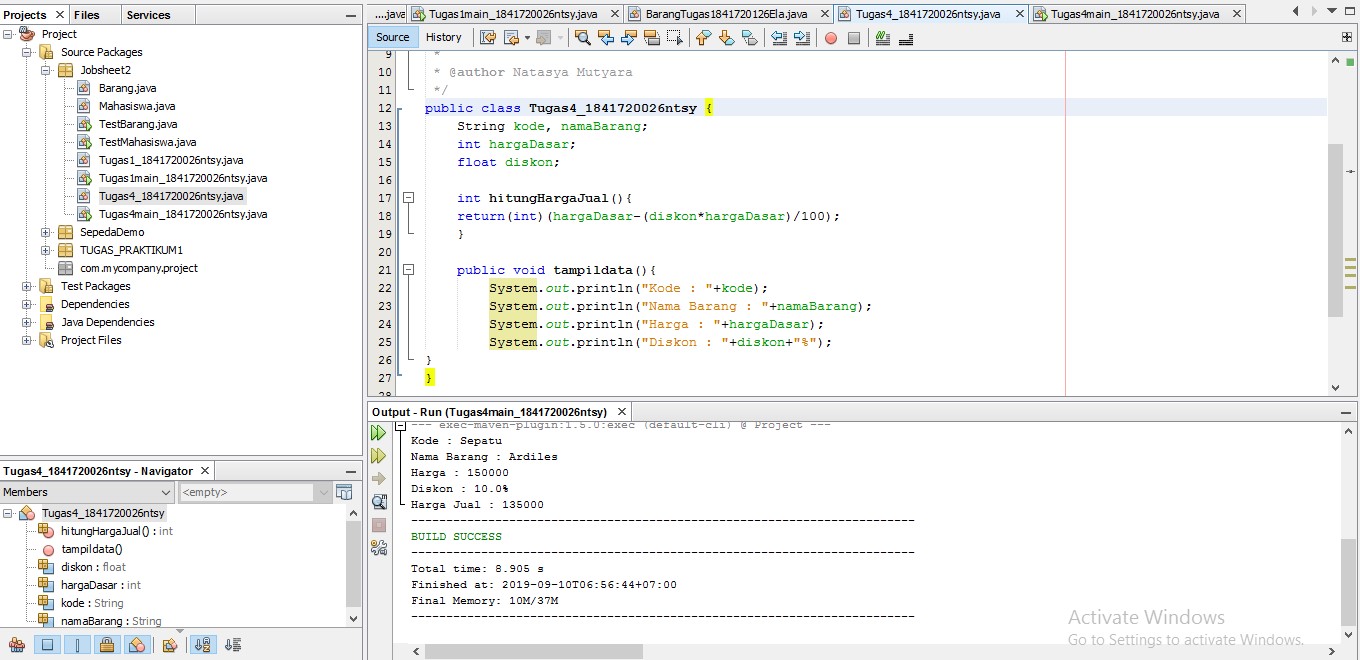 Projects
Files
Services
Project
Source Packages
Jobsheet2
Barang.java
Mahasiswa.java
TestBarang.java
TestMahasiswa.java
Tugas1_1841720026ntsy.java
Tugas1main_1841720026ntsy.java
Tugas4_1841720026ntsy.java
Tugas4main_1841720026ntsy.java
SepedaDemo
TUGAS_PRAKTIKUM1
com.mycompany.project
Test Packages
Dependencies
Java Dependencies
Project Files
Tugas4_1841720026ntsy - Navigator
Members
<empty>
Tugas4_1841720026ntsy
hitungHargaJual() : int
tampildata()
diskon : float
hargaDasar : int
kode : String
namaBarang : String
....java
Tugas1main_1841720026ntsy.java
BarangTugas1841720126Ela.java
Tugas4_1841720026ntsy.java
Tugas4main_1841720026ntsy.java
Source
History
9 *
10 * @author Natasya Mutyara
11 */
12 public class Tugas4_1841720026ntsy {
13 String kode, namaBarang;
14 int hargaDasar;
15 float diskon;
16
17 int hitungHargaJual(){
18 return(int)(hargaDasar-(diskon*hargaDasar)/100);
19 }
20
21 public void tampildata(){
22 System.out.println("Kode : "+kode);
23 System.out.println("Nama Barang : "+namaBarang);
24 System.out.println("Harga : "+hargaDasar);
25 System.out.println("Diskon : "+diskon+"%");
26 }
27 }
28
Output - Run (Tugas4main_1841720026ntsy)
--- exec-maven-plugin:1.5.0:exec (default-cli) @ Project ---
Kode : Sepatu
Nama Barang : Ardiles
Harga : 150000
Diskon : 10.0%
Harga Jual : 135000
------------------------------------------------------------------------
BUILD SUCCESS
------------------------------------------------------------------------
Total time: 8.905 s
Finished at: 2019-09-10T06:56:44+07:00
Final Memory: 10M/37M
------------------------------------------------------------------------
Activate Windows
Go to Settings to activate Windows.